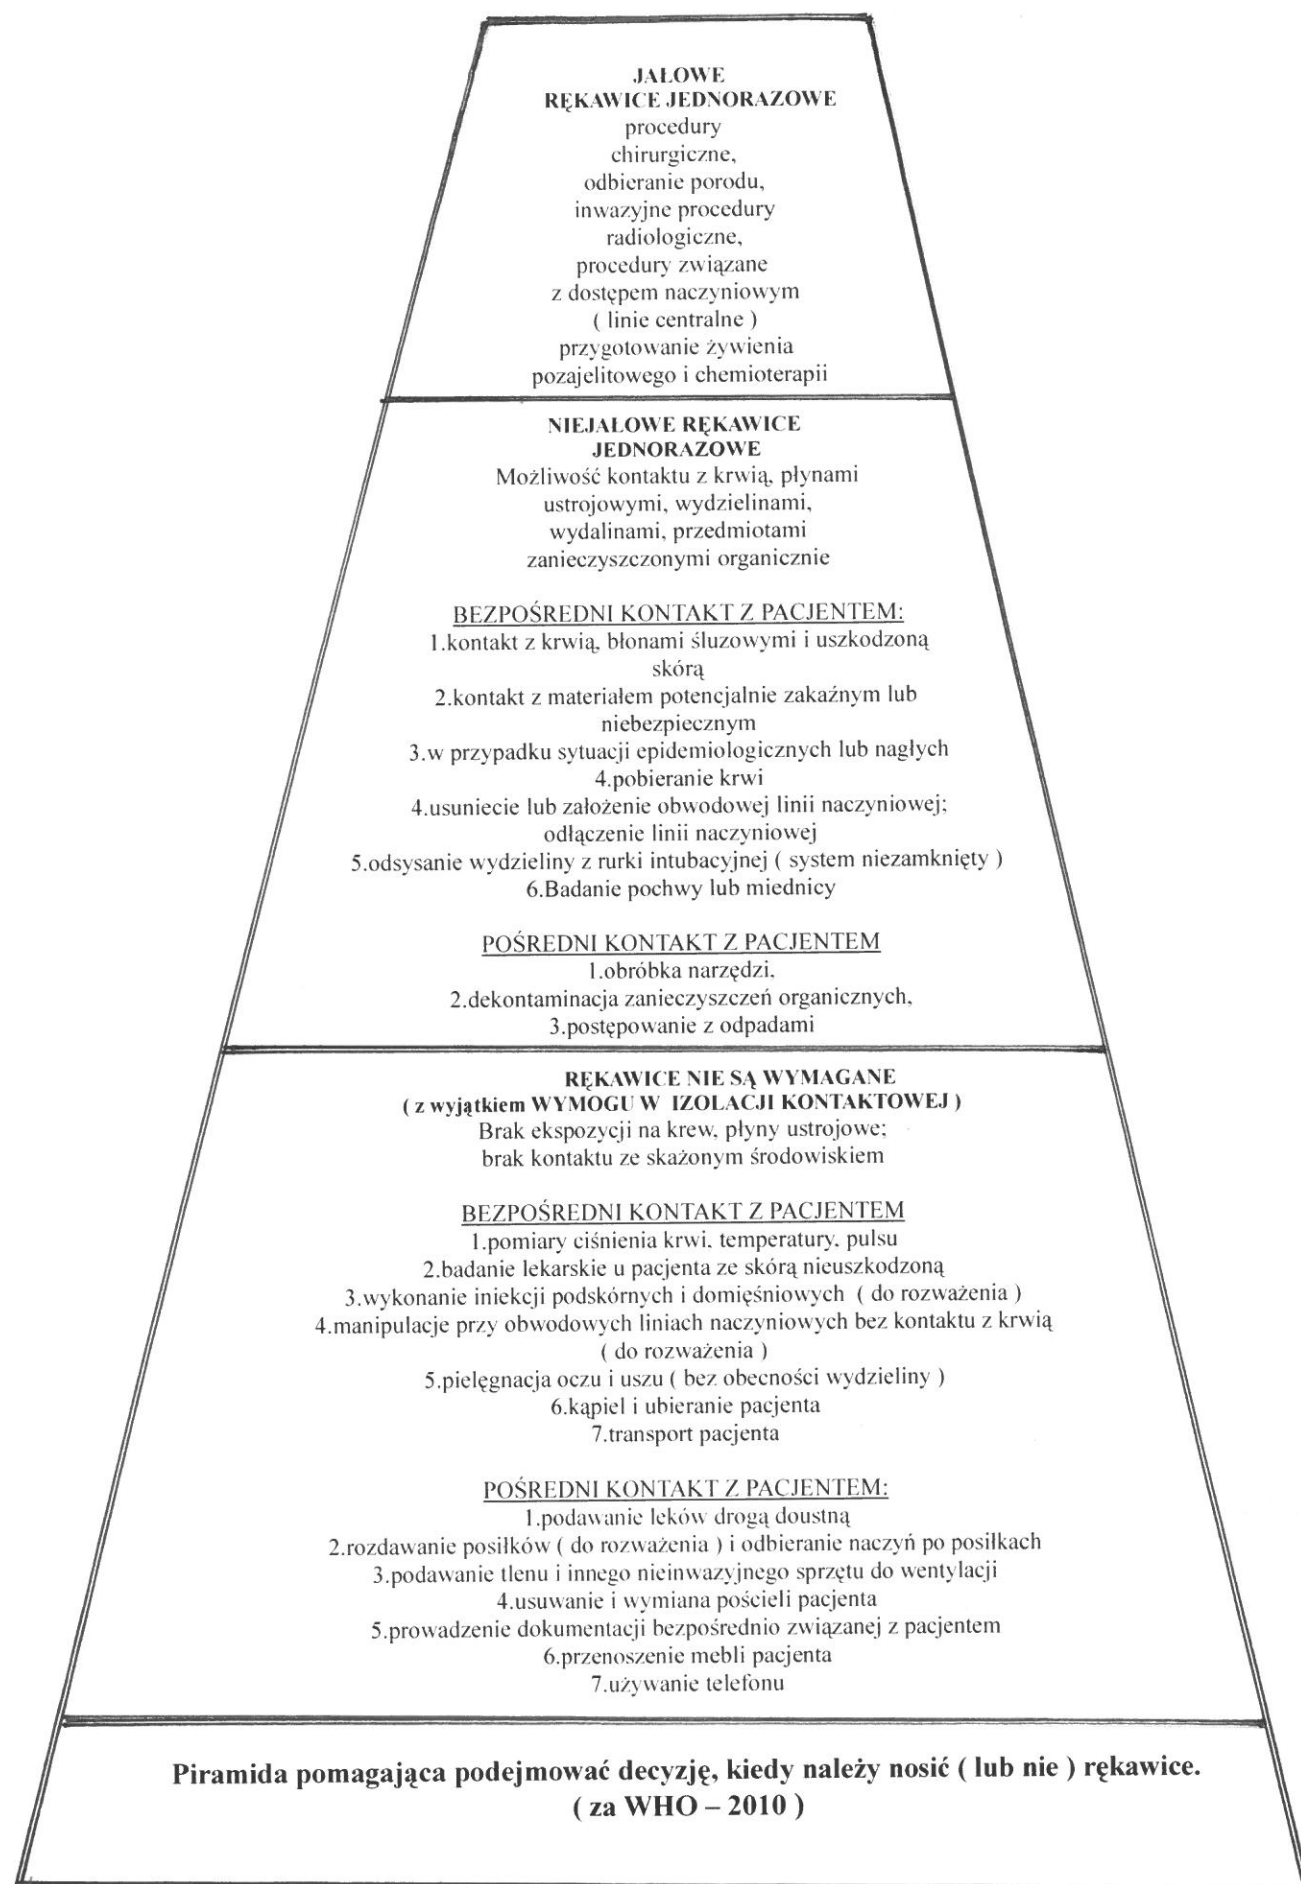 JAŁOWE
RĘKAWICE JEDNORAZOWE
procedury
chirurgiczne,
odbieranie porodu,
inwazyjne procedury
radiologiczne,
procedury związane
z dostępem naczyniowym
( linie centralne )
przygotowanie żywienia
pozajelitowego i chemioterapii
NIEJAŁOWE RĘKAWICE
JEDNORAZOWE
Możliwość kontaktu z krwią, płynami
ustrojowymi, wydzielinami,
wydalinami, przedmiotami
zanieczyszczonymi organicznie
BEZPOŚREDNI KONTAKT Z PACJENTEM:
1.kontakt z krwią, błonami śluzowymi i uszkodzoną
skórą
2.kontakt z materiałem potencjalnie zakaźnym lub
niebezpiecznym
3.w przypadku sytuacji epidemiologicznych lub nagłych
4.pobieranie krwi
4.usuniecie lub założenie obwodowej linii naczyniowej;
odłączenie linii naczyniowej
5.odsysanie wydzieliny z rurki intubacyjnej ( system niezamknięty )
6.Badanie pochwy lub miednicy
POŚREDNI KONTAKT Z PACJENTEM
1.obróbka narzędzi,
2.dekontaminacja zanieczyszczeń organicznych,
3.postępowanie z odpadami
RĘKAWICE NIE SĄ WYMAGANE
( z wyjątkiem WYMOGU W IZOLACJI KONTAKTOWEJ )
Brak ekspozycji na krew, płyny ustrojowe;
brak kontaktu ze skażonym środowiskiem
BEZPOŚREDNI KONTAKT Z PACJENTEM
1.pomiary ciśnienia krwi, temperatury, pulsu
2.badanie lekarskie u pacjenta ze skórą nieuszkodzoną
3.wykonanie iniekcji podskórnych i domięśniowych ( do rozważenia )
4.manipulacje przy obwodowych liniach naczyniowych bez kontaktu z krwią
( do rozważenia )
5.pielęgnacja oczu i uszu ( bez obecności wydzieliny )
6.kąpiel i ubieranie pacjenta
7.transport pacjenta
POŚREDNI KONTAKT Z PACJENTEM:
1.podawanie leków drogą doustną
2.rozdawanie posiłków ( do rozważenia ) i odbieranie naczyń po posiłkach
3.podawanie tlenu i innego nieinwazyjnego sprzętu do wentylacji
4.usuwanie i wymiana pościeli pacjenta
5.prowadzenie dokumentacji bezpośrednio związanej z pacjentem
6.przenoszenie mebli pacjenta
7.używanie telefonu
Piramida pomagająca podejmować decyzję, kiedy należy nosić ( lub nie ) rękawice.
( za WHO – 2010 )